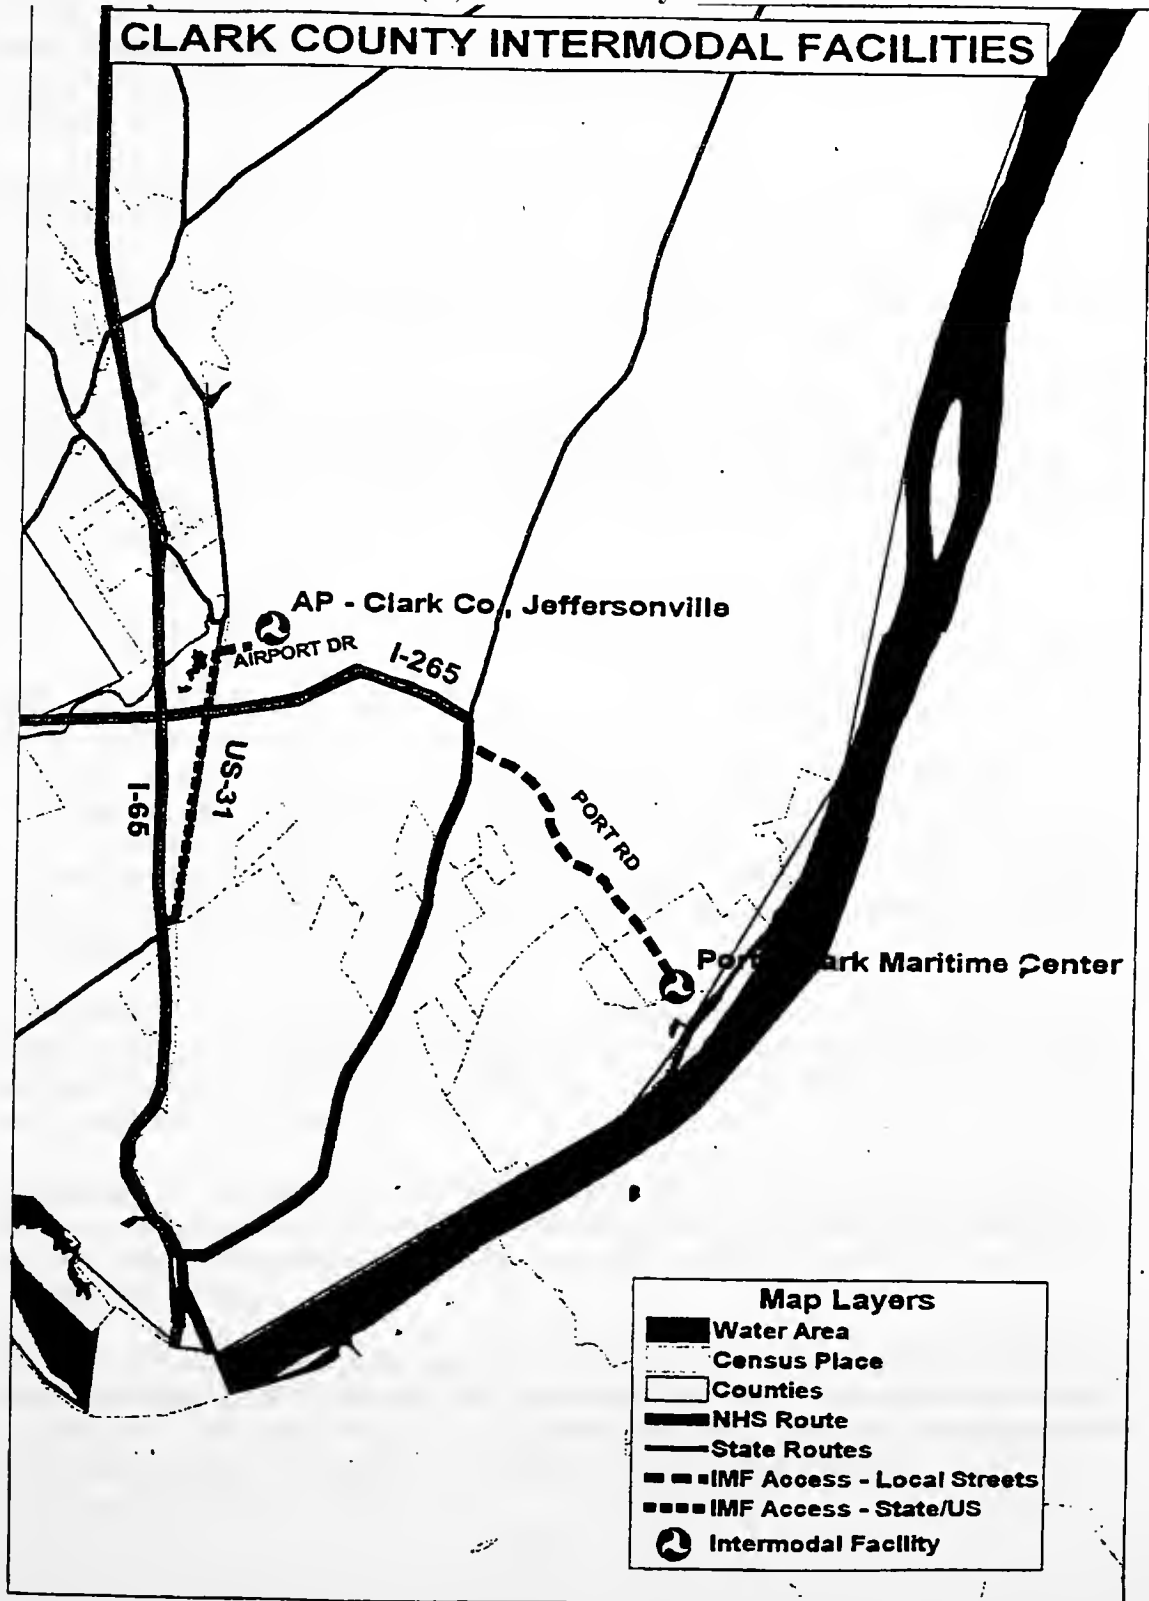 CLARK COUNTY INTERMODAL FACILITIES
AP - Clark Co., Jeffersonville
AIRPORT DR
I-265
US-31
I-65
PORT RD
Maritime Center
Map Layers
Water Area
Census Place
Counties
NHS Route
State Routes
IMF Access - Local Streets
IMF Access - State/US
Intermodal Facility